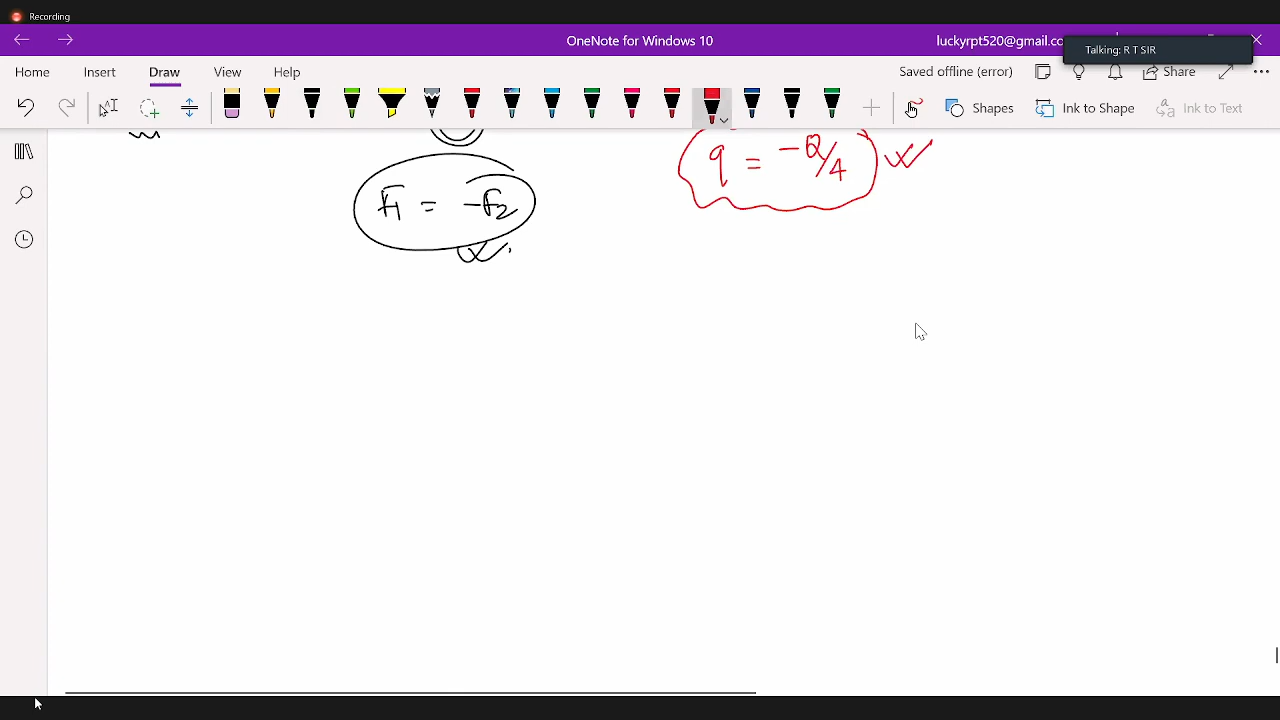 Recording
OneNote for Windows 10
luckyrpt520@gmail.co
Talking: R T SIR
Home Insert Draw View Help
Saved offline (error)
Share
Shapes
Ink to Shape
Ink to Text
q = -Q/4
F₁ = -F₂